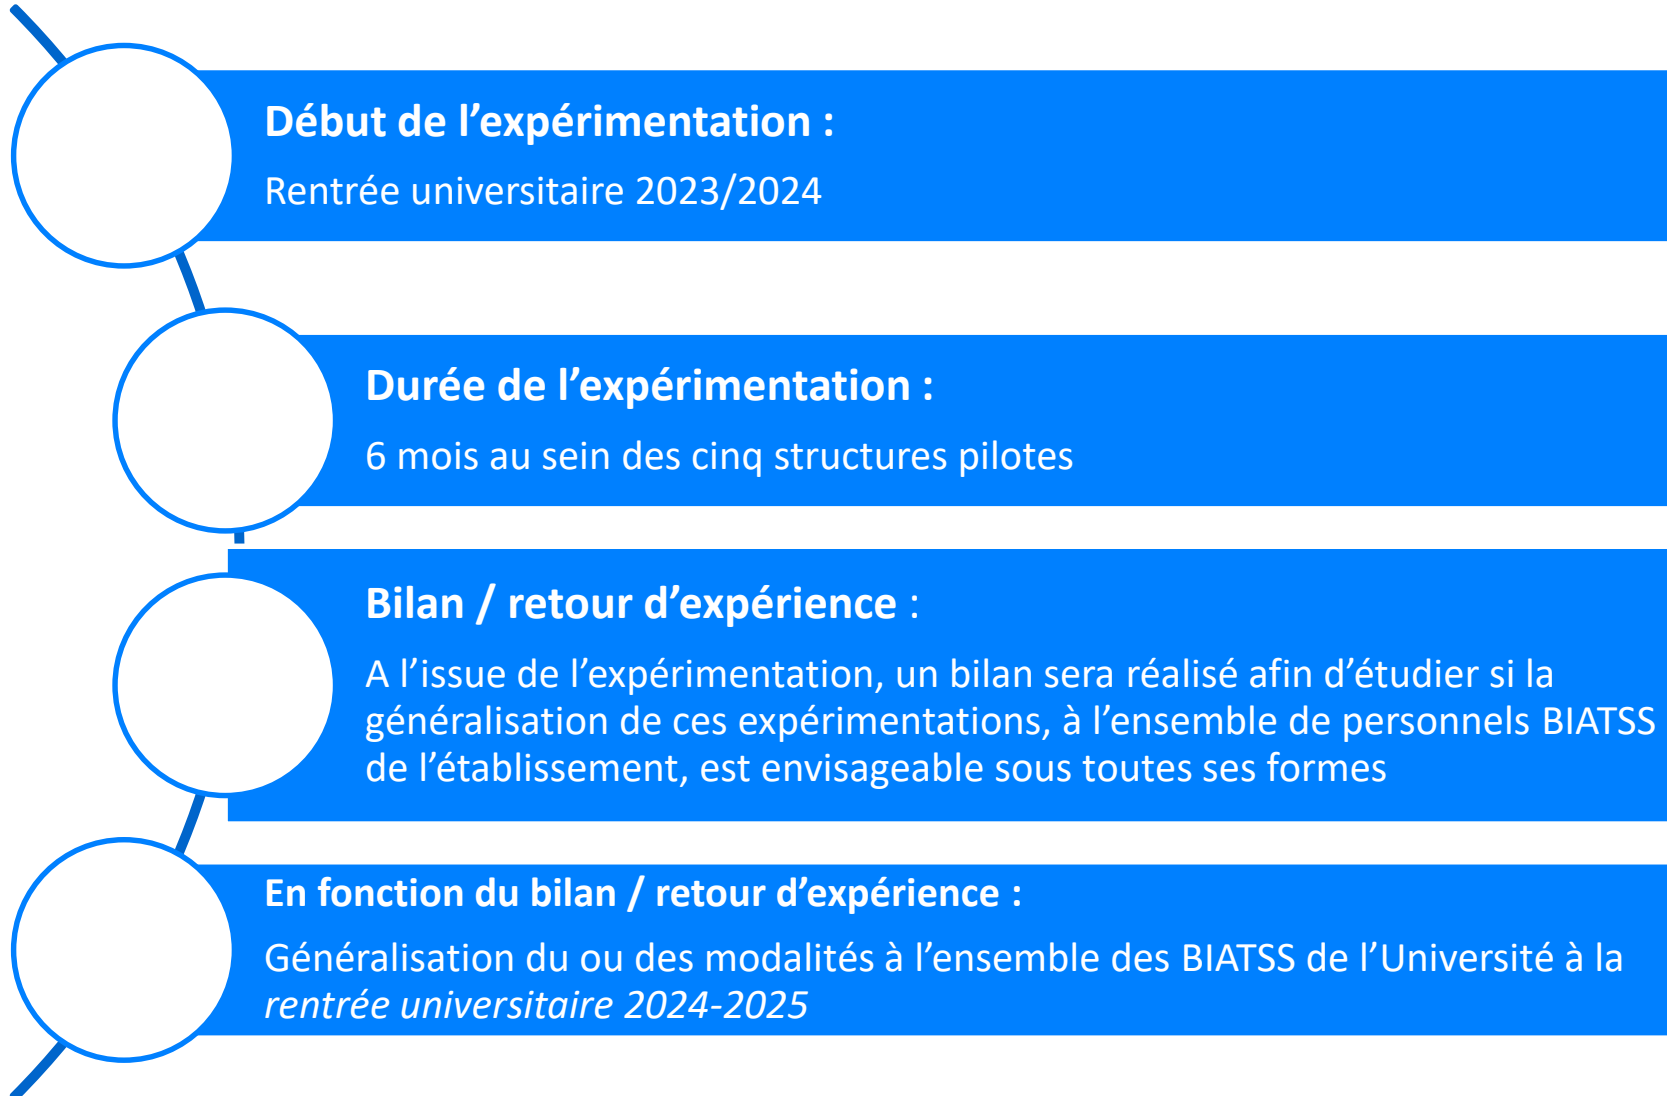 Début de l’expérimentation :
Rentrée universitaire 2023/2024
Durée de l’expérimentation :
6 mois au sein des cinq structures pilotes
Bilan / retour d’expérience :
A l’issue de l’expérimentation, un bilan sera réalisé afin d’étudier si la
généralisation de ces expérimentations, à l’ensemble de personnels BIATSS
de l’établissement, est envisageable sous toutes ses formes
En fonction du bilan / retour d’expérience :
Généralisation du ou des modalités à l’ensemble des BIATSS de l’Université à la
rentrée universitaire 2024-2025